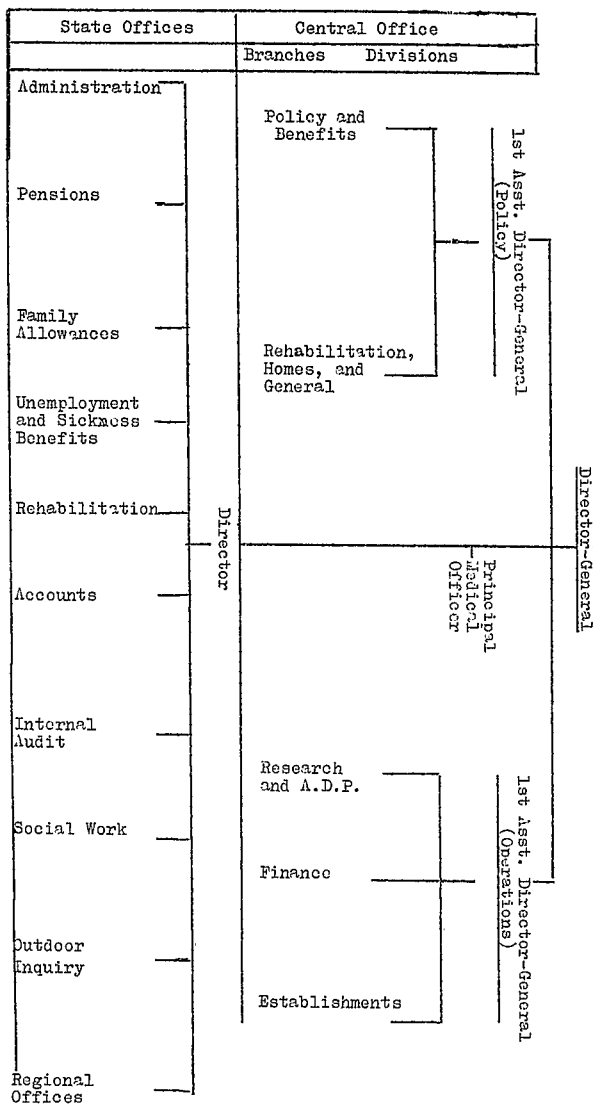 State Offices
Central Office
Branches Divisions
Administration
Pensions
Family
Allowances
Unemployment
and Sickness
Benefits
Rehabilitation
Accounts
Internal
Audit
Social Work
Outdoor
Inquiry
Regional
Offices
Director
Policy and
Benefits
Rehabilitation,
Homes, and
General
Research
and A.D.P.
Finance
Establishments
1st Asst. Director-General
(Policy)
Principal
Medical
Officer
1st Asst. Director-General
(Operations)
Director-General